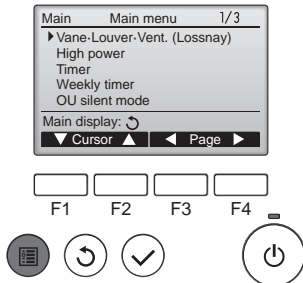 Main Main menu 1/3
Vane·Louver·Vent. (Lossnay)
High power
Timer
Weekly timer
OU silent mode
Main display:
Cursor Page
F1 F2 F3 F4